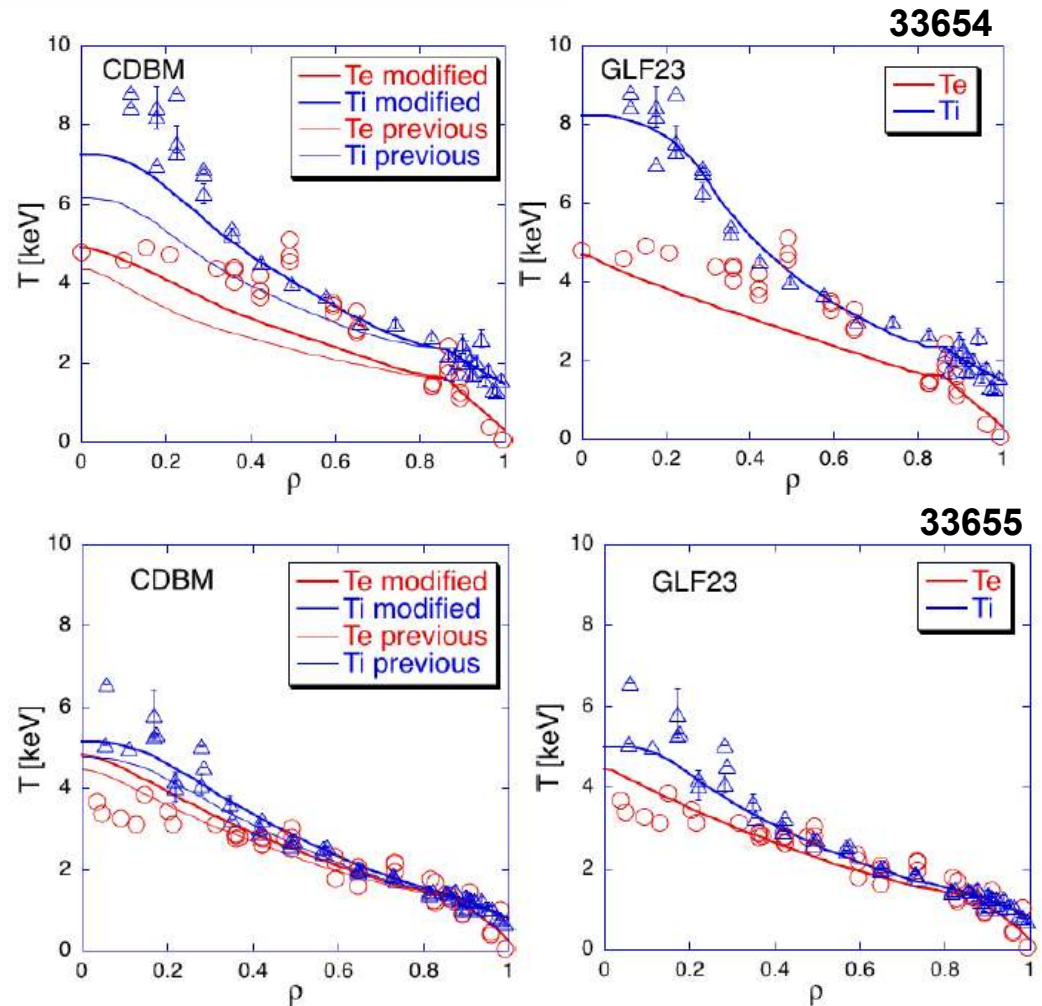 33654
CDBM
Te modified
Ti modified
Te previous
Ti previous
T [keV]
10
8
6
4
2
0
0 0.2 0.4 0.6 0.8 1
ρ
GLF23
Te
Ti
T [keV]
10
8
6
4
2
0
0 0.2 0.4 0.6 0.8 1
ρ
33655
CDBM
Te modified
Ti modified
Te previous
Ti previous
T [keV]
10
8
6
4
2
0
0 0.2 0.4 0.6 0.8 1
ρ
GLF23
Te
Ti
T [keV]
10
8
6
4
2
0
0 0.2 0.4 0.6 0.8 1
ρ